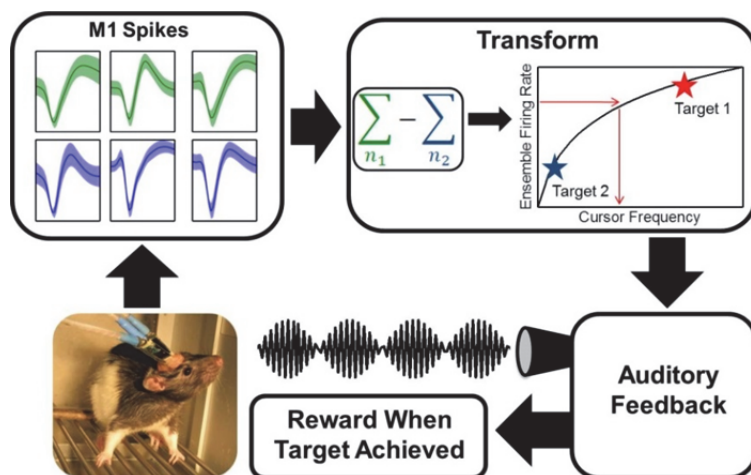 M1 Spikes
Transform
∑ − ∑
n₁ n₂
Ensemble Firing Rate
Target 1
Target 2
Cursor Frequency
Auditory
Feedback
Reward When
Target Achieved